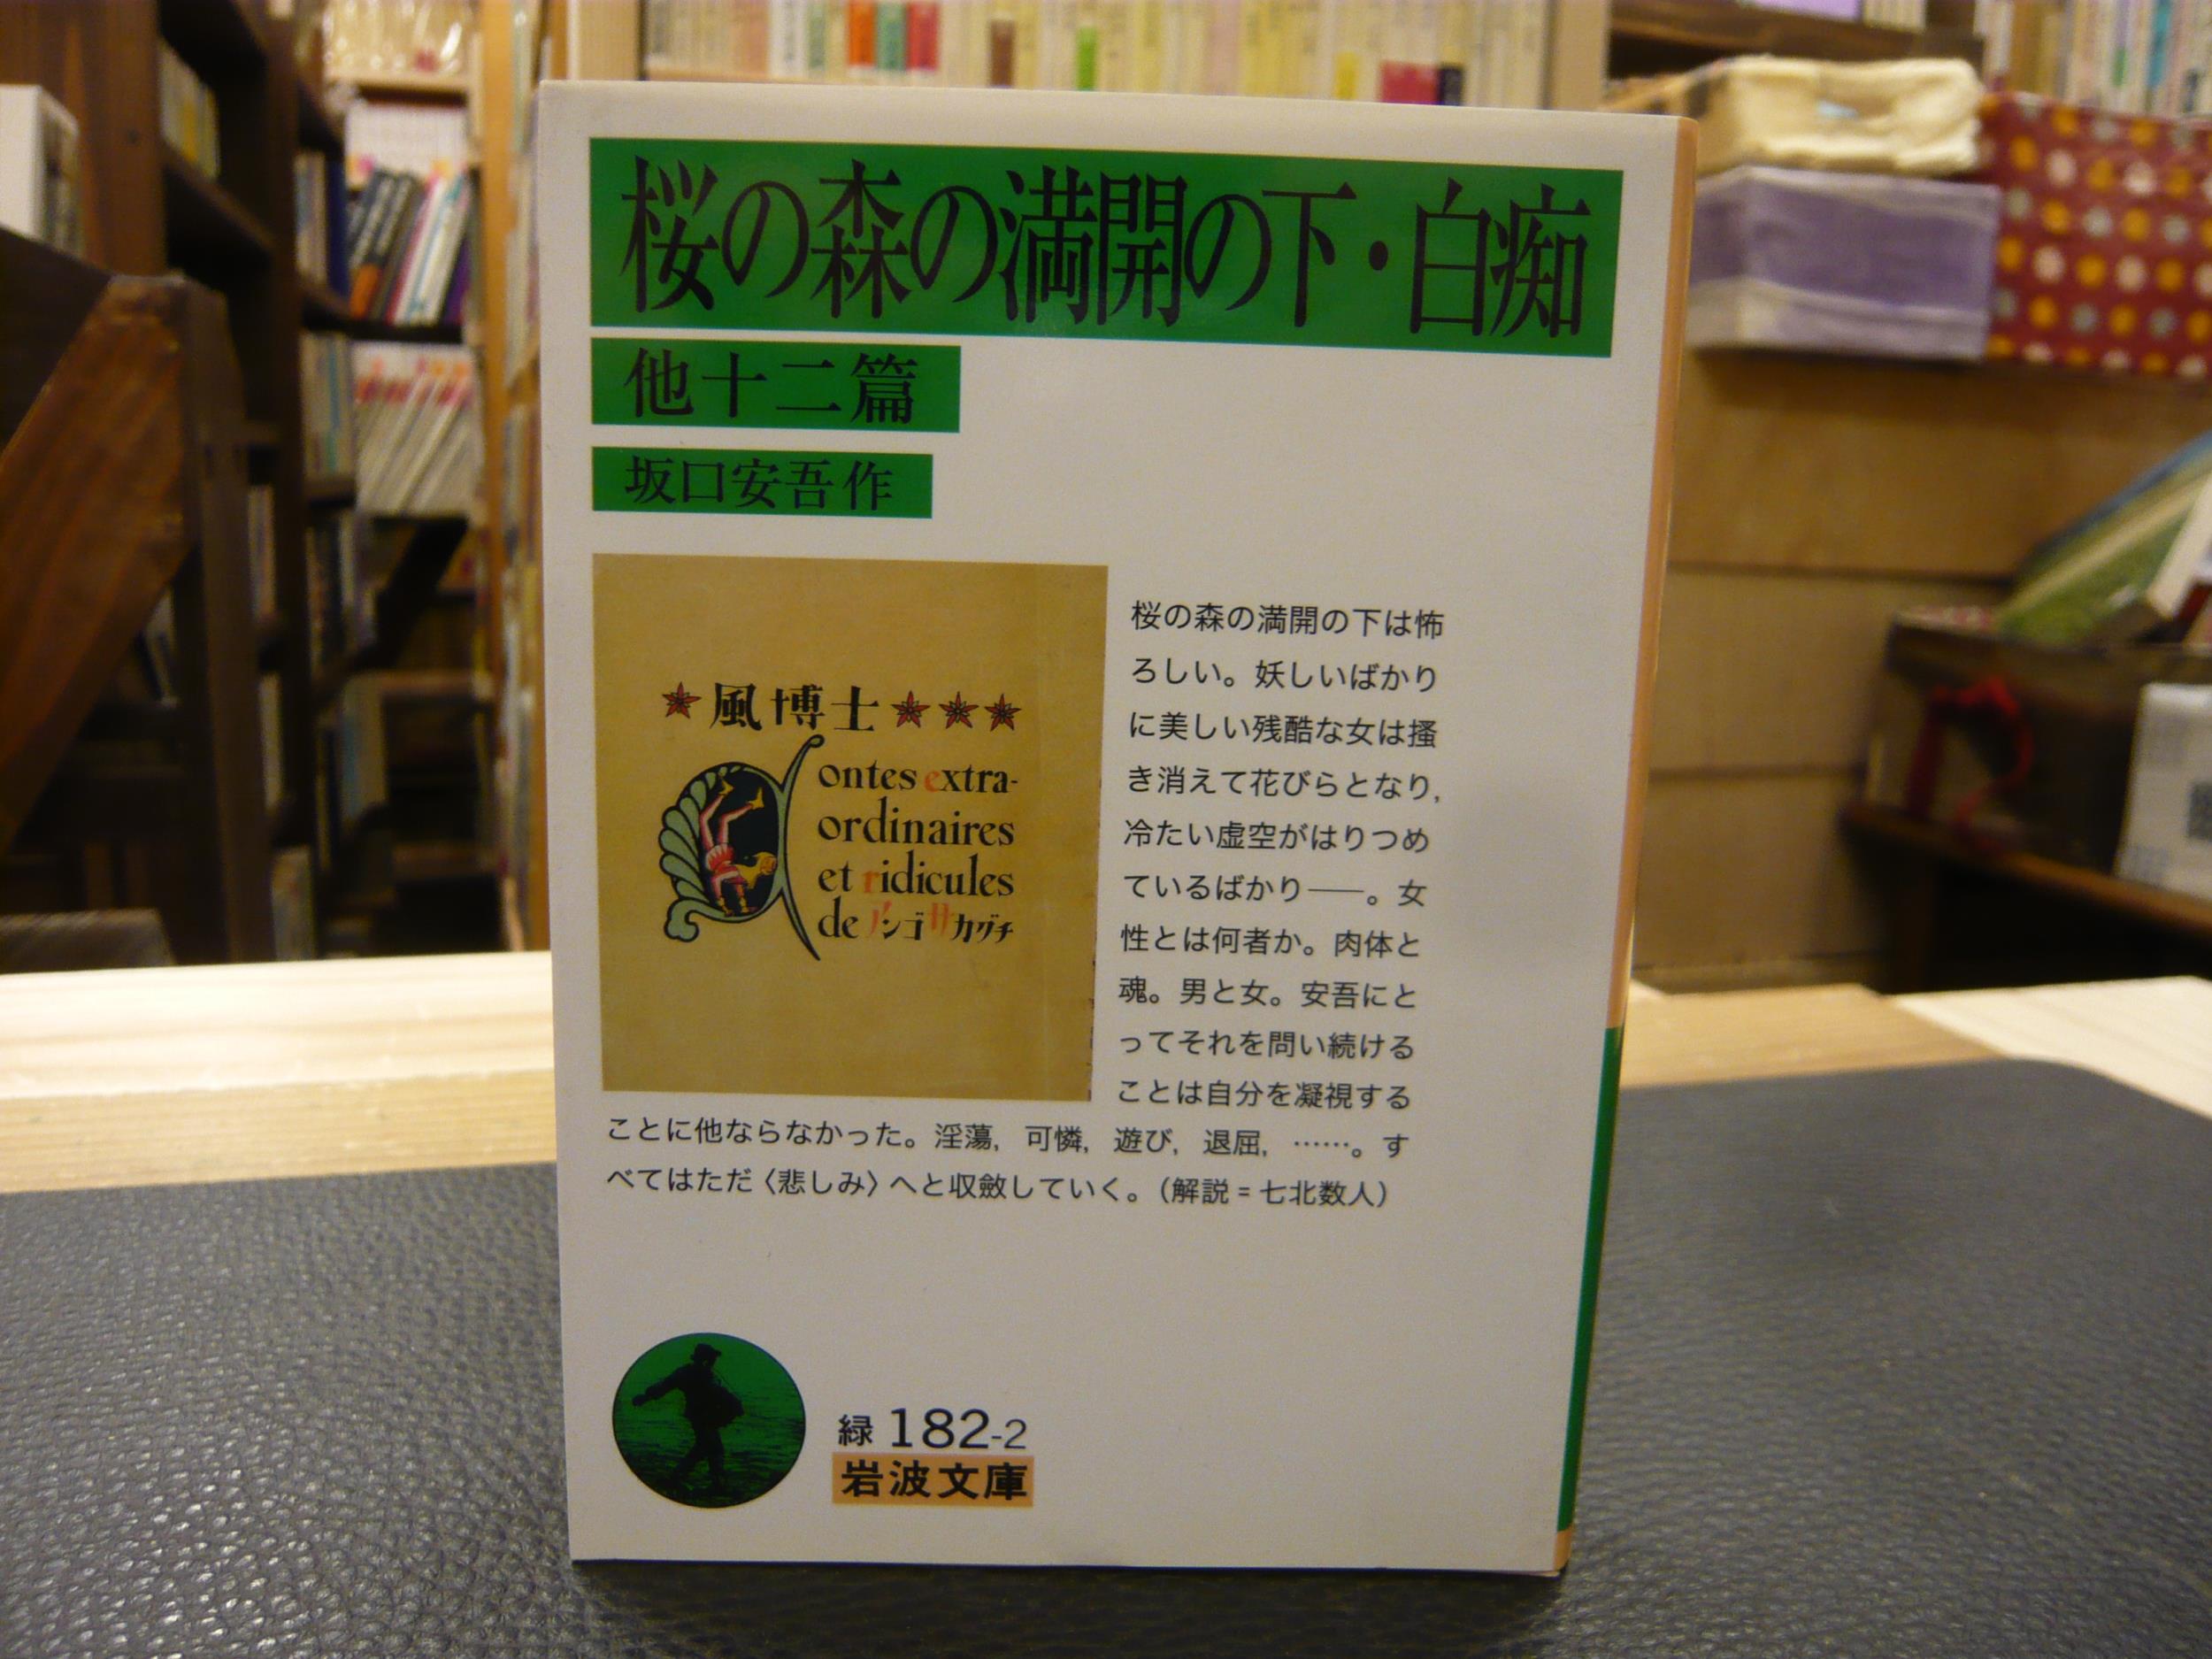 桜の森の満開の下・白痴
他十二篇
坂口安吾作
風博士
Contes extra-
ordinaires
et ridicules
de アンゴサカグチ
桜の森の満開の下は怖
ろしい。妖しいばかり
に美しい残酷な女は掻
き消えて花びらとなり,
冷たい虚空がはりつめ
ているばかり――。女
性とは何者か。肉体と
魂。男と女。安吾にと
ってそれを問い続ける
ことは自分を凝視する
ことに他ならなかった。淫蕩, 可憐, 遊び, 退屈, ……。す
べてはただ〈悲しみ〉へと収斂していく。(解説=七北数人)
緑 182-2
岩波文庫